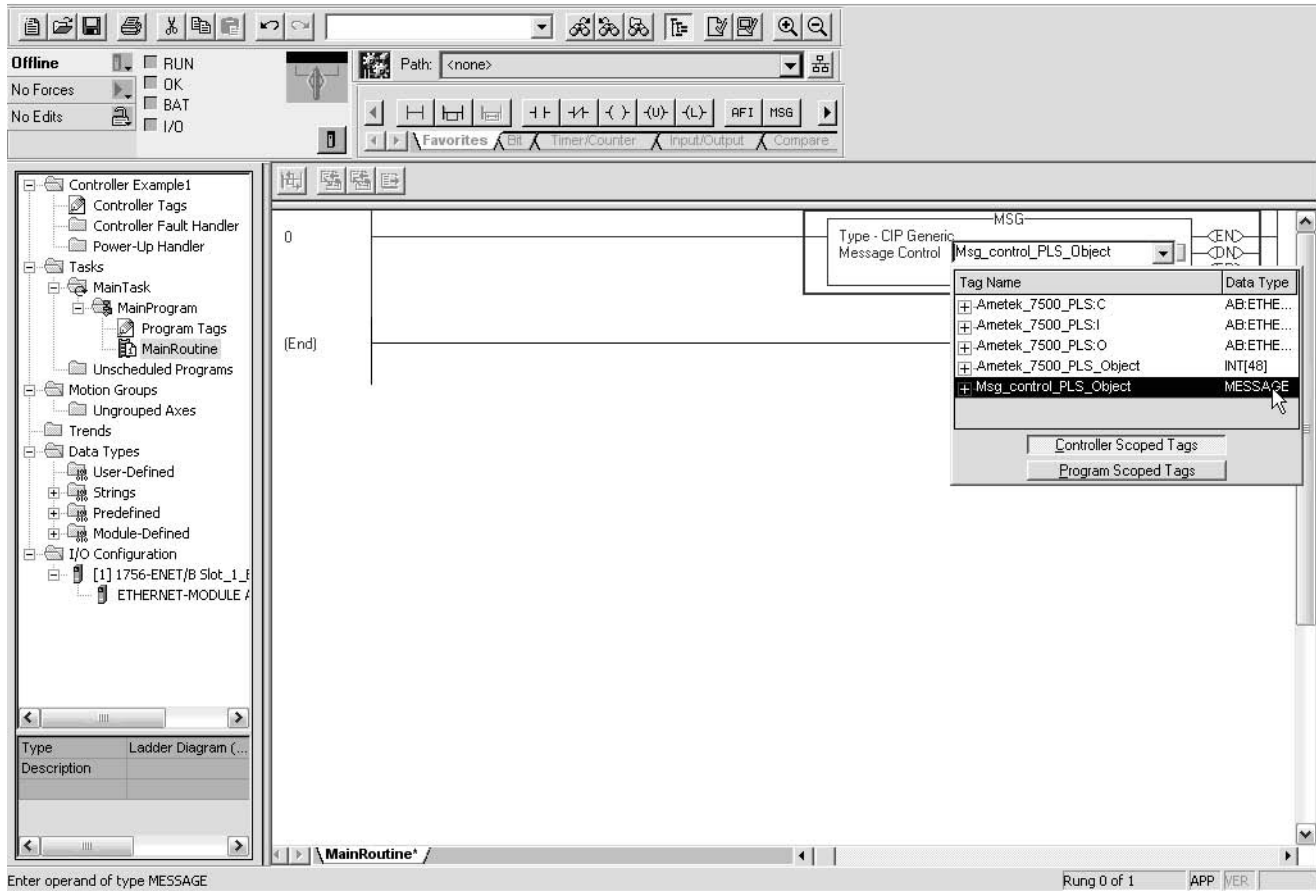 Offline
RUN
No Forces
OK
No Edits
BAT
I/O
Path: <none>
AFI MSG
Favorites Bit Timer/Counter Input/Output Compare
Controller Example1
Controller Tags
Controller Fault Handler
Power-Up Handler
Tasks
MainTask
MainProgram
Program Tags
MainRoutine
Unscheduled Programs
Motion Groups
Ungrouped Axes
Trends
Data Types
User-Defined
Strings
Predefined
Module-Defined
I/O Configuration
[1] 1756-ENET/B Slot_1_E
ETHERNET-MODULE A
Type Ladder Diagram (...
Description
0
MSG
Type - CIP Generic
Message Control Msg_control_PLS_Object
EN
DN
Tag Name Data Type
Ametek_7500_PLS:C AB:ETHE...
Ametek_7500_PLS:I AB:ETHE...
Ametek_7500_PLS:O AB:ETHE...
Ametek_7500_PLS_Object INT[48]
Msg_control_PLS_Object MESSAGE
Controller Scoped Tags
Program Scoped Tags
(End)
MainRoutine*
Enter operand of type MESSAGE
Rung 0 of 1 APP VER